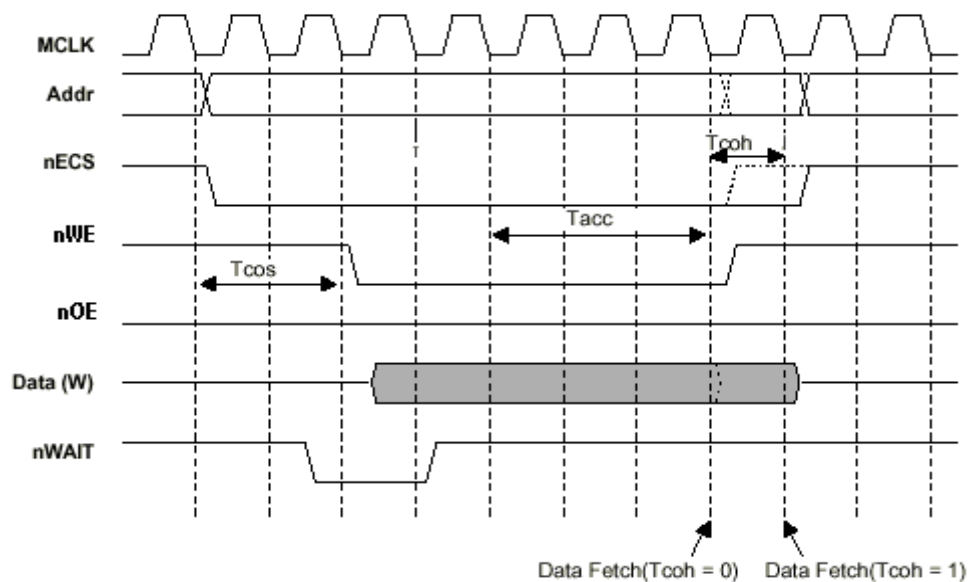 MCLK
Addr
Tcoh
nECS
Tacc
nWE
Tcos
nOE
Data (W)
nWAIT
Data Fetch(Tcoh = 0) Data Fetch(Tcoh = 1)